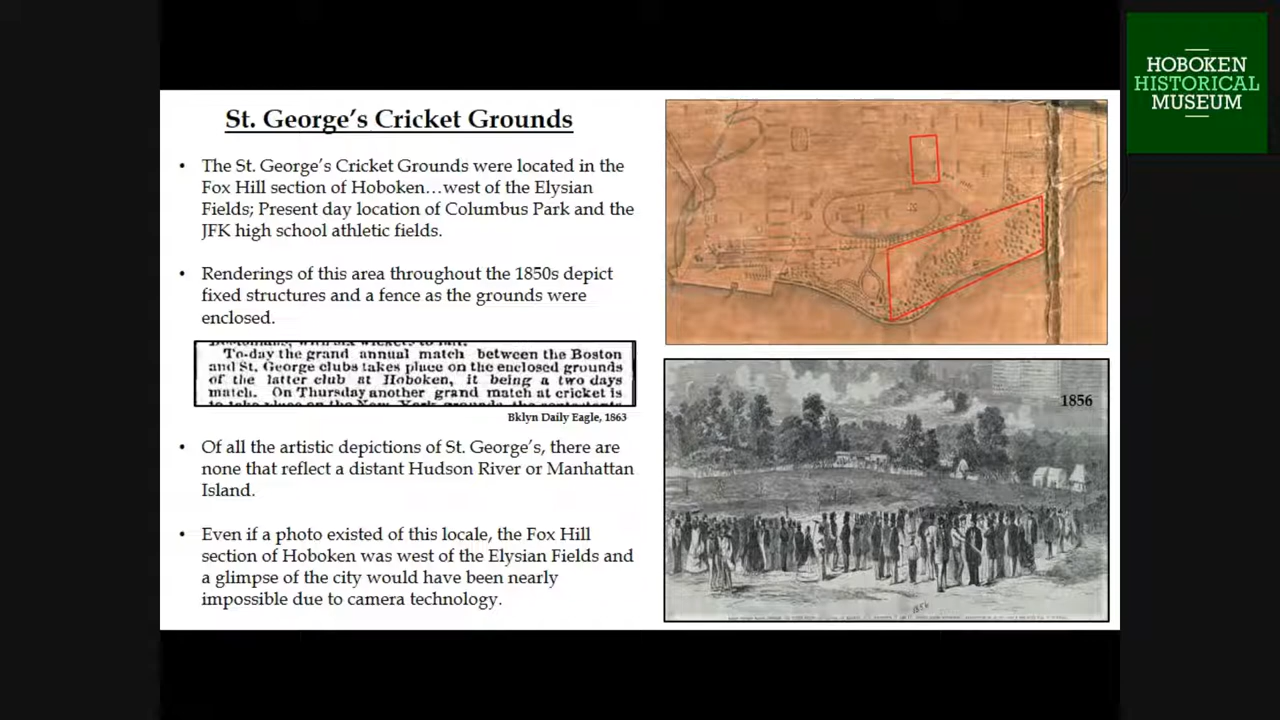 St. George's Cricket Grounds
• The St. George's Cricket Grounds were located in the
Fox Hill section of Hoboken…west of the Elysian
Fields; Present day location of Columbus Park and the
JFK high school athletic fields.
• Renderings of this area throughout the 1850s depict
fixed structures and a fence as the grounds were
enclosed.
To-day the grand annual match between the Boston
and St. George clubs takes place on the enclosed grounds
of the latter club at Hoboken, it being a two days
match. On Thursday another grand match at cricket is
Bklyn Daily Eagle, 1863
• Of all the artistic depictions of St. George's, there are
none that reflect a distant Hudson River or Manhattan
Island.
• Even if a photo existed of this locale, the Fox Hill
section of Hoboken was west of the Elysian Fields and
a glimpse of the city would have been nearly
impossible due to camera technology.
1856
1856
HOBOKEN
HISTORICAL
MUSEUM